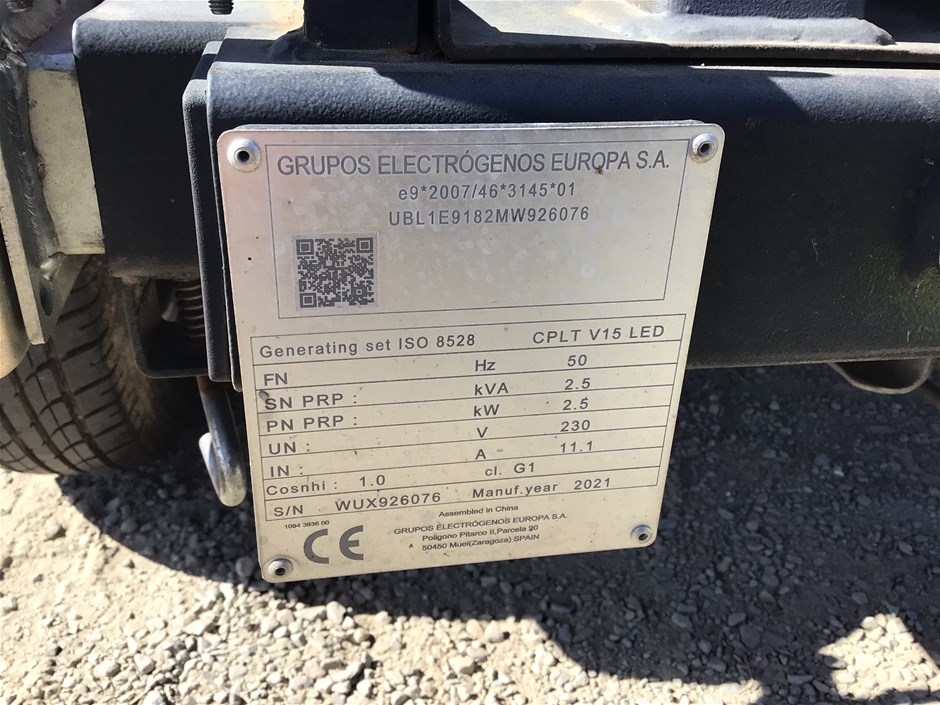 GRUPOS ELECTRÓGENOS EUROPA S.A.
e9*2007/46*3145*01
UBL1E9182MW926076
Generating set ISO 8528 CPLT V15 LED
FN Hz 50
SN PRP : kVA 2.5
PN PRP : kW 2.5
UN : V 230
IN : A 11.1
Cosnhi : 1.0 cl. G1
S/N WUX926076 Manuf.year 2021
Assembled in China
1094 3936 00
GRUPOS ELECTRÓGENOS EUROPA S.A.
Poligono Pitarco II,Parcela 20
50450 Muel(Zaragoza) SPAIN
CE